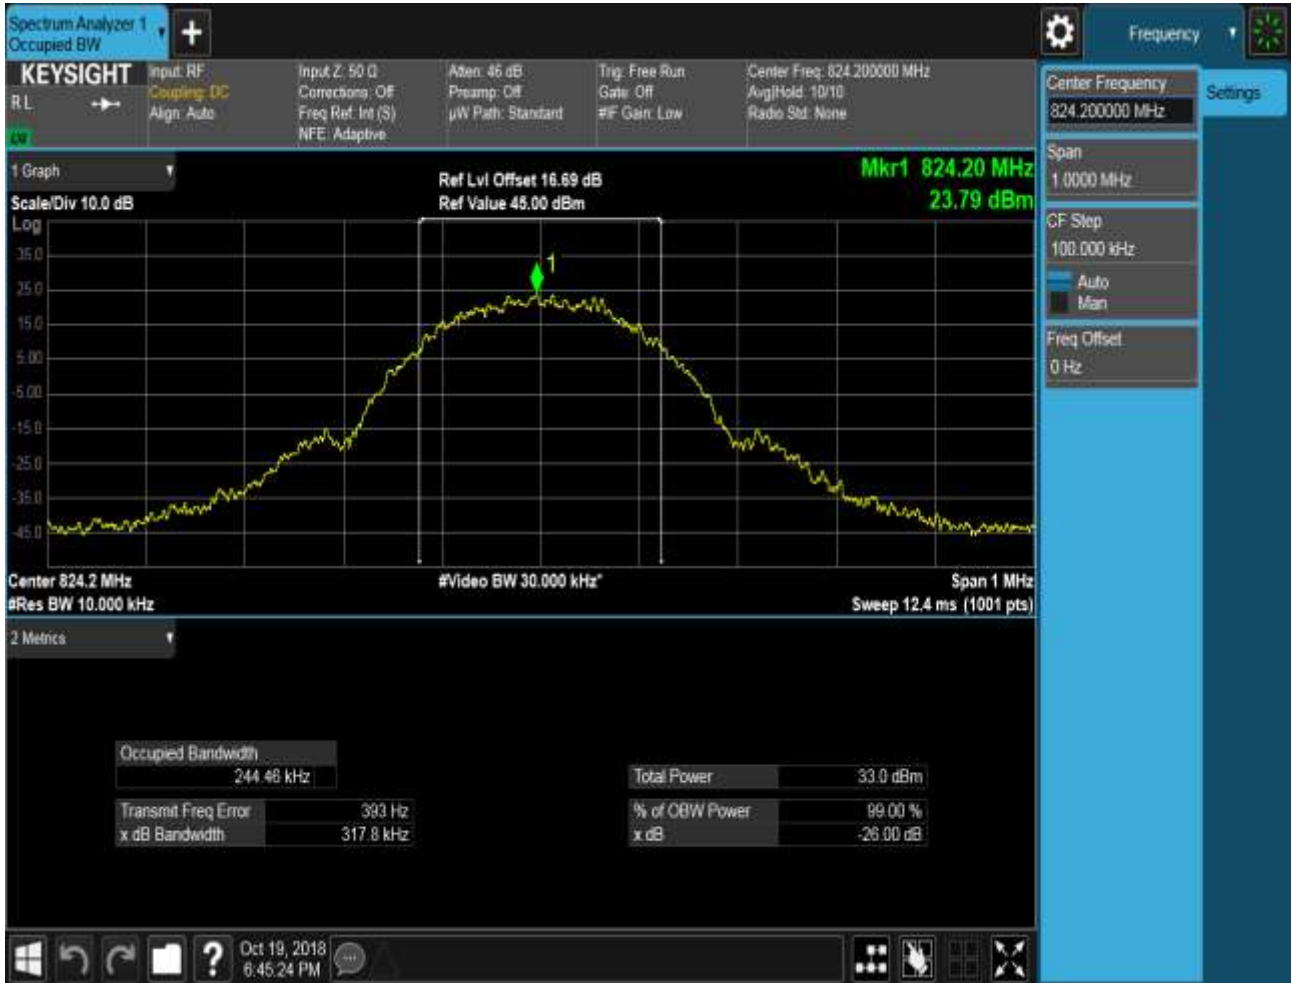 Spectrum Analyzer 1
Occupied BW
Frequency
KEYSIGHT
RL
Input: RF
Coupling: DC
Align: Auto
Input Z: 50 Ω
Corrections: Off
Freq Ref: Int (S)
NFE: Adaptive
Atten: 46 dB
Preamp: Off
µW Path: Standard
Trig: Free Run
Gate: Off
#IF Gain: Low
Center Freq: 824.200000 MHz
Avg|Hold: 10/10
Radio Std: None
Center Frequency
824.200000 MHz
Settings
Span
1.0000 MHz
CF Step
100.000 kHz
Auto
Man
Freq Offset
0 Hz
1 Graph
Scale/Div 10.0 dB
Ref Lvl Offset 16.69 dB
Ref Value 45.00 dBm
Mkr1 824.20 MHz
23.79 dBm
Log
35.0
25.0
15.0
5.00
-5.00
-15.0
-25.0
-35.0
-45.0
1
Center 824.2 MHz
#Video BW 30.000 kHz*
Span 1 MHz
#Res BW 10.000 kHz
Sweep 12.4 ms (1001 pts)
2 Metrics
Occupied Bandwidth
244.46 kHz
Total Power 33.0 dBm
Transmit Freq Error 393 Hz
% of OBW Power 99.00 %
x dB Bandwidth 317.8 kHz
x dB -26.00 dB
Oct 19, 2018
6:45:24 PM